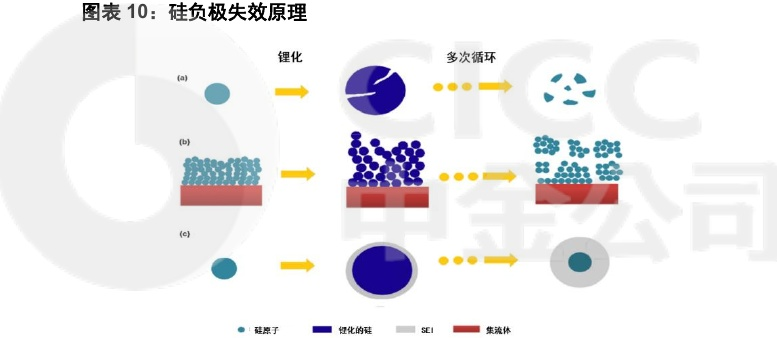 图表 10：硅负极失效原理
锂化
多次循环
(a)
(b)
(c)
硅原子
锂化的硅
SEI
集流体
CICC
中金公司